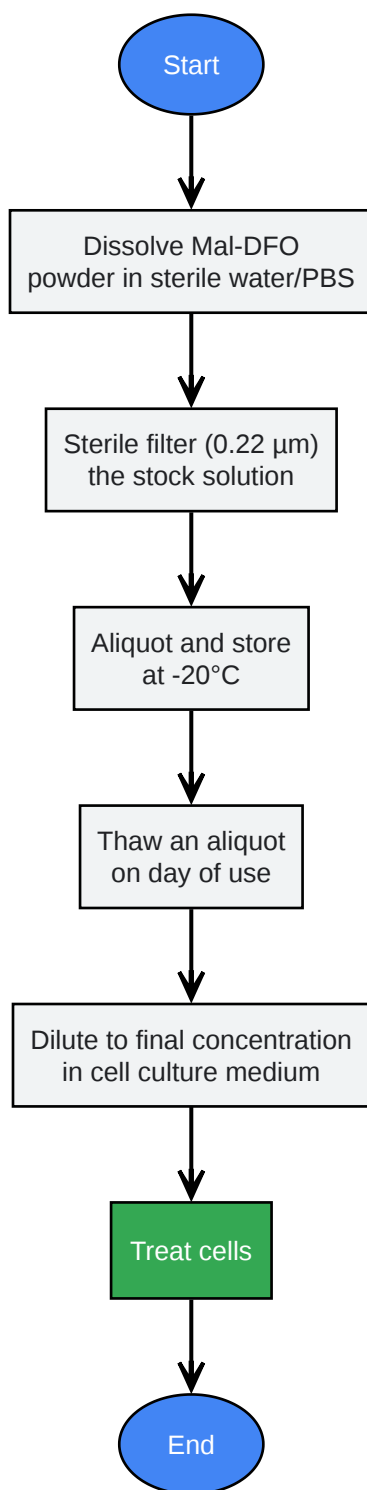 Start
Dissolve Mal-DFO
powder in sterile water/PBS
Sterile filter (0.22 µm)
the stock solution
Aliquot and store
at -20°C
Thaw an aliquot
on day of use
Dilute to final concentration
in cell culture medium
Treat cells
End